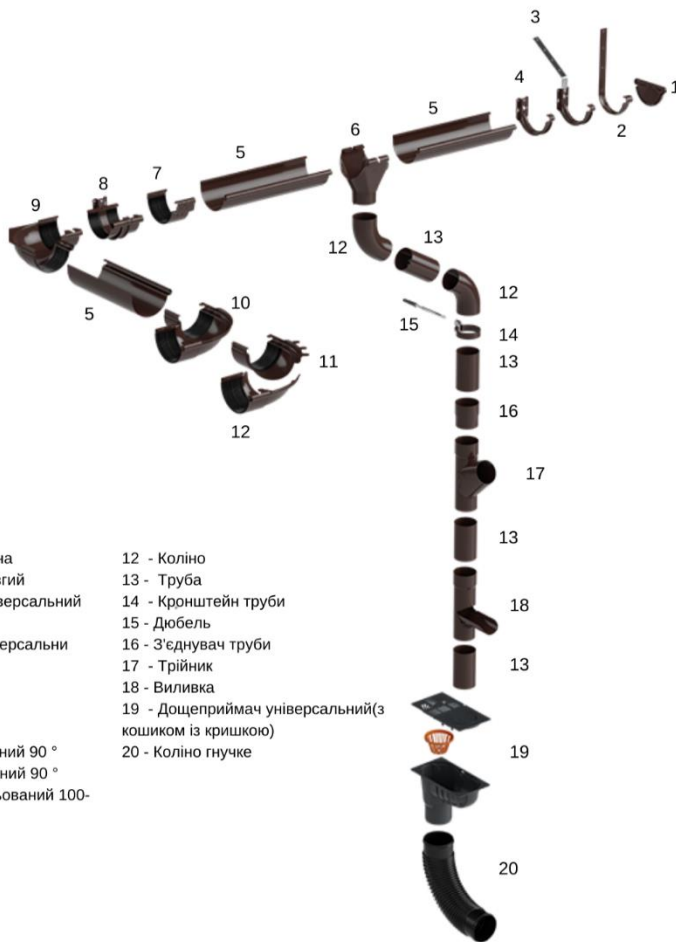 3
4
1
5
2
6
5
7
8
9
12
13
12
5
10
15
14
11
13
12
16
17
13
18
13
19
20
на
гий
версальний
ерсальни
ний 90 °
ний 90 °
ьований 100-
12 - Коліно
13 - Труба
14 - Кронштейн труби
15 - Дюбель
16 - З'єднувач труби
17 - Трійник
18 - Виливка
19 - Дощеприймач універсальний(з
кошиком із кришкою)
20 - Коліно гнучке